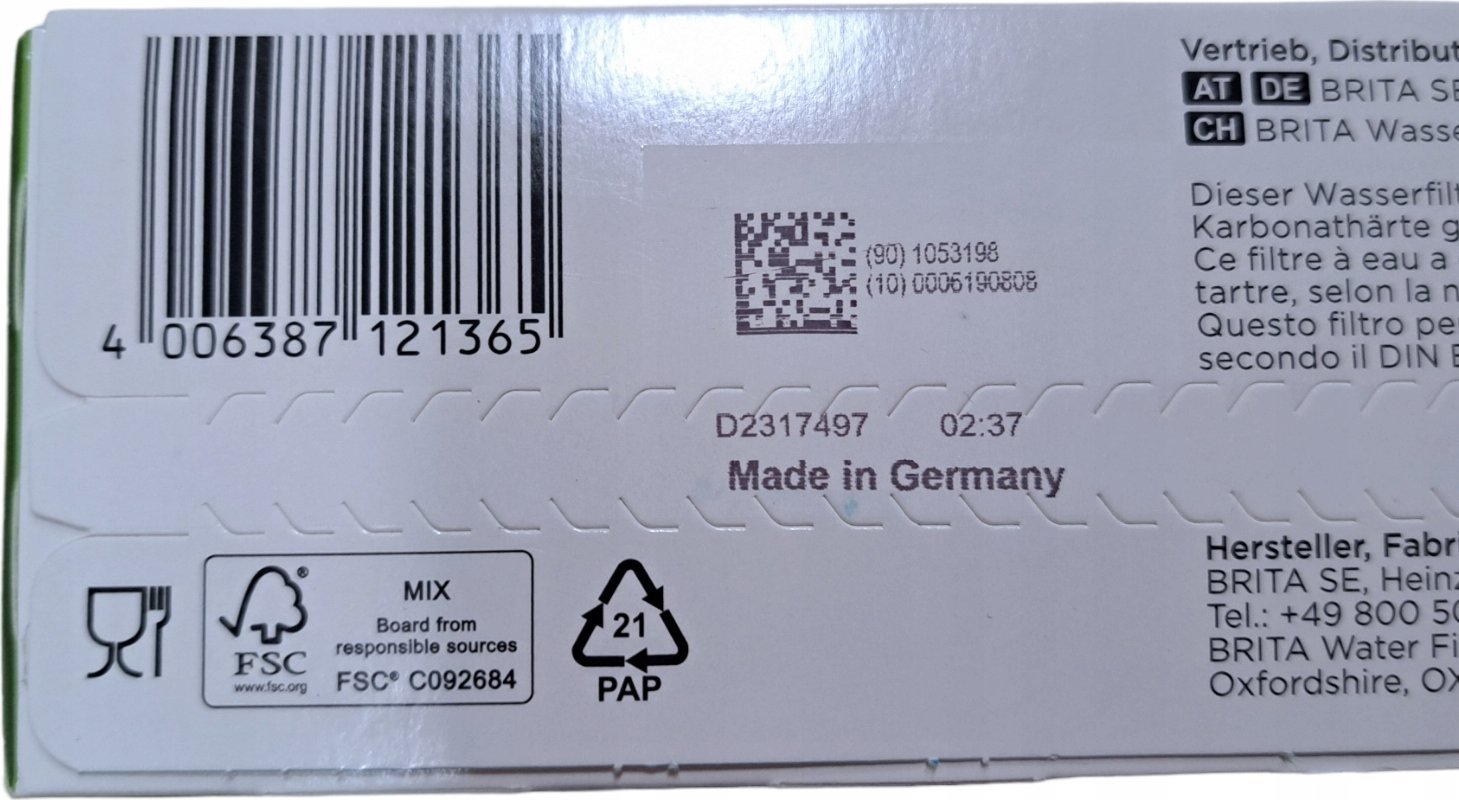 4 006387 121365
(90) 1053198
(10) 0006190808
D2317497 02:37
Made in Germany
FSC®
www.fsc.org
MIX
Board from
responsible sources
FSC® C092684
21
PAP
Vertrieb, Distribut
AT DE BRITA SE
CH BRITA Wasse
Dieser Wasserfilt
Karbonathärte g
Ce filtre à eau a
tartre, selon la n
Questo filtro pe
secondo il DIN E
Hersteller, Fabri
BRITA SE, Heinz
Tel.: +49 800 50
BRITA Water Fi
Oxfordshire, OX